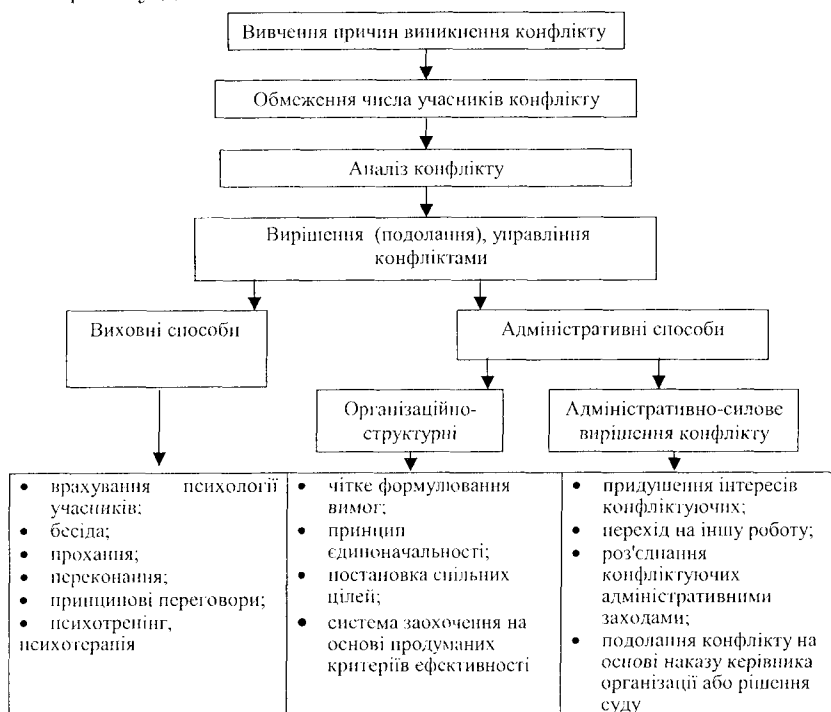 Вивчення причин виникнення конфлікту
Обмеження числа учасників конфлікту
Аналіз конфлікту
Вирішення (подолання), управління
конфліктами
Виховні способи
Адміністративні способи
Організаційно-
структурні
Адміністративно-силове
вирішення конфлікту
• врахування психології
учасників;
• бесіда;
• прохання;
• переконання;
• принципові переговори;
• психотренінг,
психотерапія
• чітке формулювання
вимог;
• принцип
єдиноначальності;
• постановка спільних
цілей;
• система заохочення на
основі продуманих
критеріїв ефективності
• придушення інтересів
конфліктуючих;
• перехід на іншу роботу;
• роз'єднання
конфліктуючих
адміністративними
заходами;
• подолання конфлікту на
основі наказу керівника
організації або рішення
суду